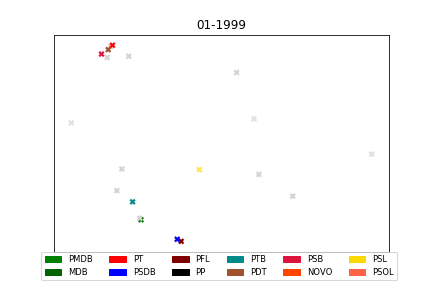 01-1999
PMDB PT PFL PTB PSB PSL
MDB PSDB PP PDT NOVO PSOL